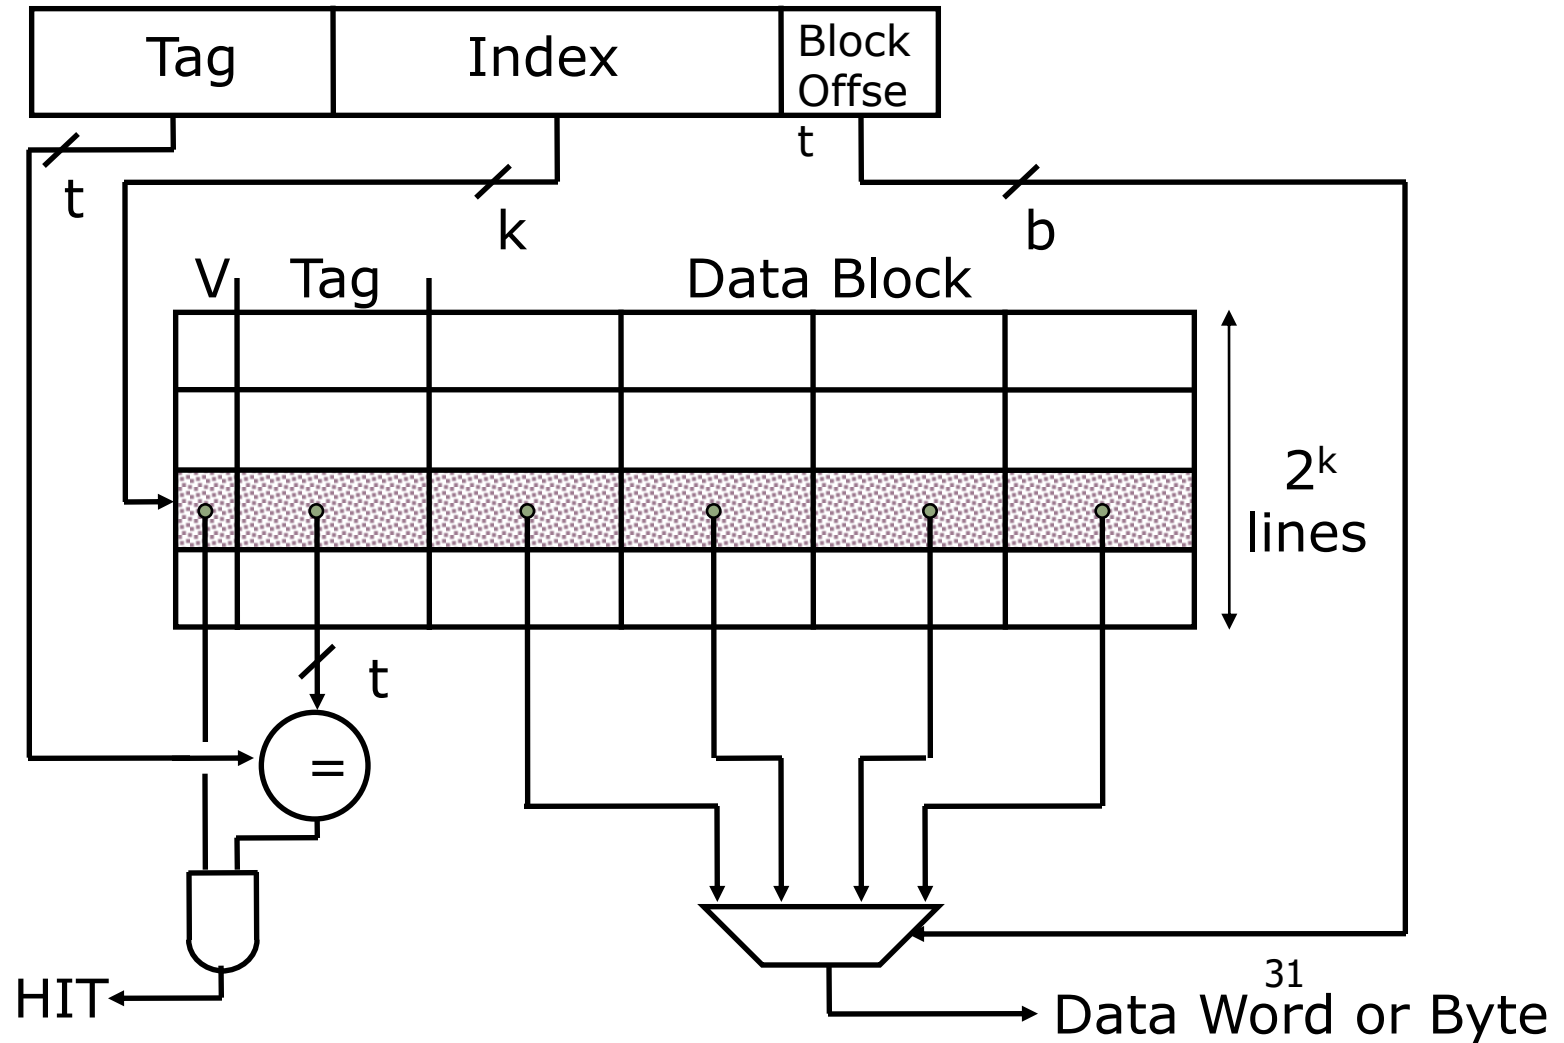 Tag
Index
Block
Offse
t
t
k
b
V
Tag
Data Block
2ᵏ
lines
t
=
HIT
31
Data Word or Byte